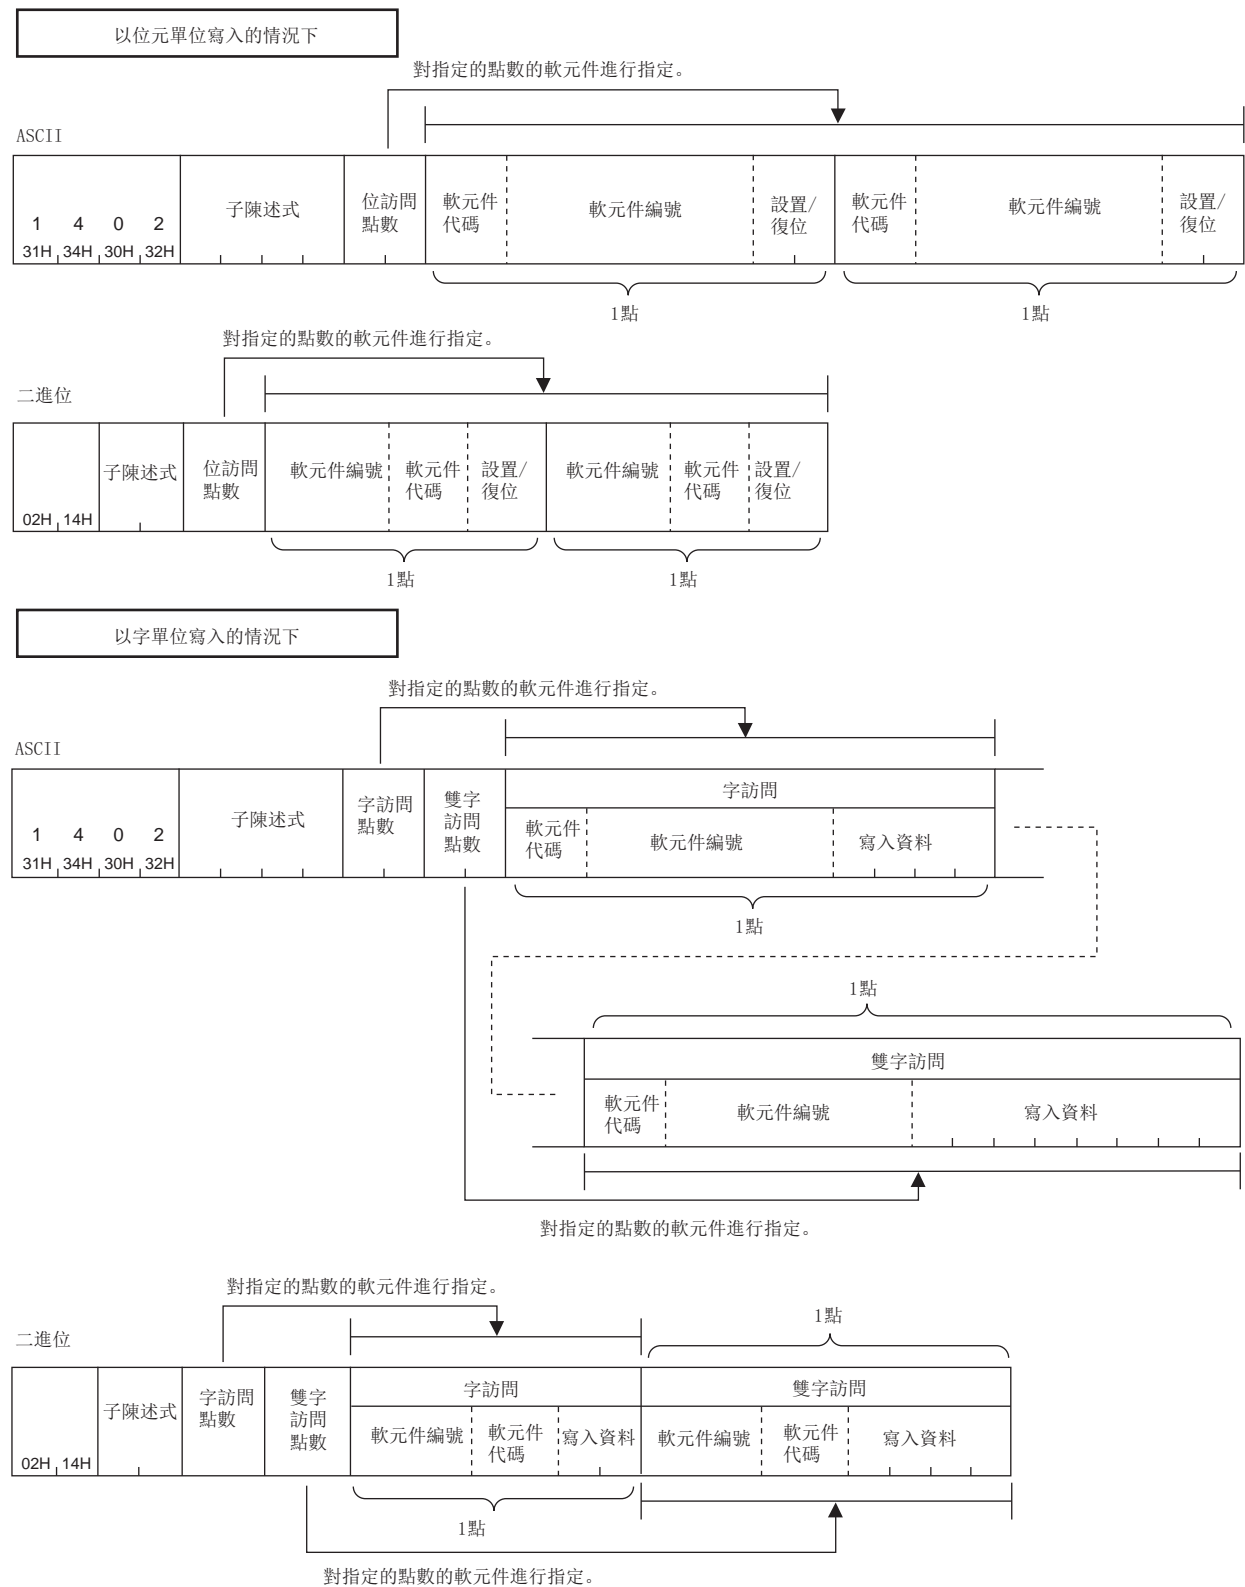 以位元單位寫入的情況下
對指定的點數的軟元件進行指定。
ASCII
1 4 0 2
31H 34H 30H 32H
子陳述式
位訪問
點數
軟元件
代碼
軟元件編號
設置/
復位
軟元件
代碼
軟元件編號
設置/
復位
1點
1點
對指定的點數的軟元件進行指定。
二進位
02H 14H
子陳述式
位訪問
點數
軟元件編號
軟元件
代碼
設置/
復位
軟元件編號
軟元件
代碼
設置/
復位
1點
1點
以字單位寫入的情況下
對指定的點數的軟元件進行指定。
ASCII
1 4 0 2
31H 34H 30H 32H
子陳述式
字訪問
點數
雙字
訪問
點數
字訪問
軟元件
代碼
軟元件編號
寫入資料
1點
1點
雙字訪問
軟元件
代碼
軟元件編號
寫入資料
對指定的點數的軟元件進行指定。
對指定的點數的軟元件進行指定。
二進位
1點
02H 14H
子陳述式
字訪問
點數
雙字
訪問
點數
字訪問
軟元件編號
軟元件
代碼
寫入資料
雙字訪問
軟元件編號
軟元件
代碼
寫入資料
1點
對指定的點數的軟元件進行指定。